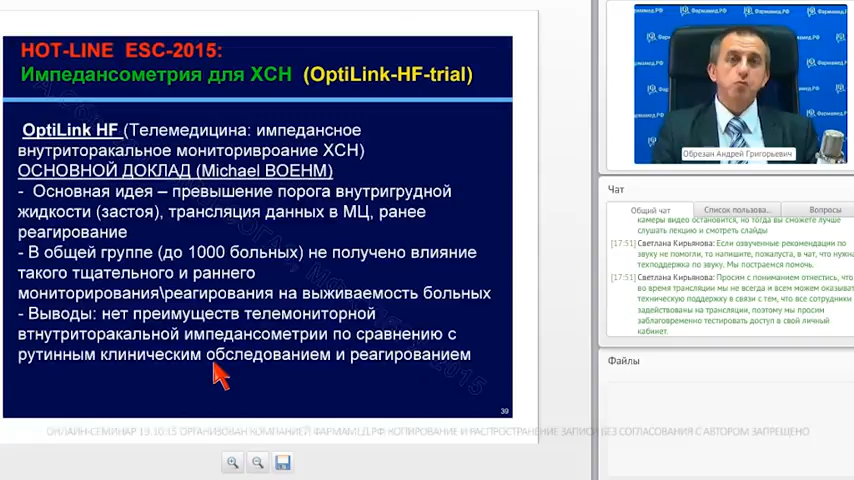 HOT-LINE ESC-2015:
Импедансометрия для ХСН (OptiLink-HF-trial)
OptiLink HF (Телемедицина: импедансное
внутриторакальное мониторивроание ХСН)
ОСНОВНОЙ ДОКЛАД (Michael BOEHM)
- Основная идея – превышение порога внутригрудной
жидкости (застоя), трансляция данных в МЦ, ранее
реагирование
- В общей группе (до 1000 больных) не получено влияние
такого тщательного и раннего
мониторирования\реагирования на выживаемость больных
- Выводы: нет преимуществ телемониторной
втнутриторакальной импедансометрии по сравнению с
рутинным клиническим обследованием и реагированием
39
ОНЛАЙН-СЕМИНАР 19.10.15 ОРГАНИЗОВАН КОМПАНИЕЙ ФАРМАМЕД.РФ. КОПИРОВАНИЕ И РАСПРОСТРАНЕНИЕ ЗАПИСИ БЕЗ СОГЛАСОВАНИЯ С АВТОРОМ ЗАПРЕЩЕНО
Фармамед.РФ
Обрезан Андрей Григорьевич
Чат
Общий чат
Список пользова...
Вопросы
камеры видео остановится, но тогда вы сможете лучше
слушать лекцию и смотреть слайды
[17:51] Светлана Кирьянова: Если озвученные рекомендации по
звуку не помогли, то напишите, пожалуйста, в чат, что нужна
техподдержка по звуку. Мы постараемся помочь.
[17:51] Светлана Кирьянова: Просим с пониманием отнестись, что
во время трансляции мы не всегда и всем можем оказыват
техническую поддержку в связи с тем, что все сотрудники
задействованы на трансляции, поэтому мы просим
заблаговременно тестировать доступ в свой личный
кабинет.
Файлы